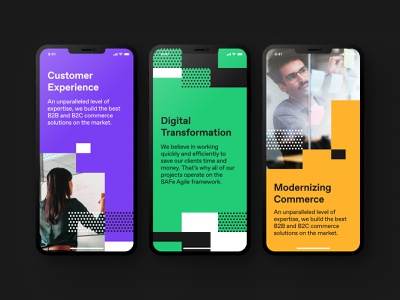 9:41
Customer
Experience
An unparalleled level of
expertise, we build the best
B2B and B2C commerce
solutions on the market.
9:41
Digital
Transformation
We believe in working
quickly and efficiently to
save our clients time and
money. That's why all of our
projects operate on the
SAFe Agile framework.
9:41
Modernizing
Commerce
An unparalleled level of
expertise, we build the best
B2B and B2C commerce
solutions on the market.